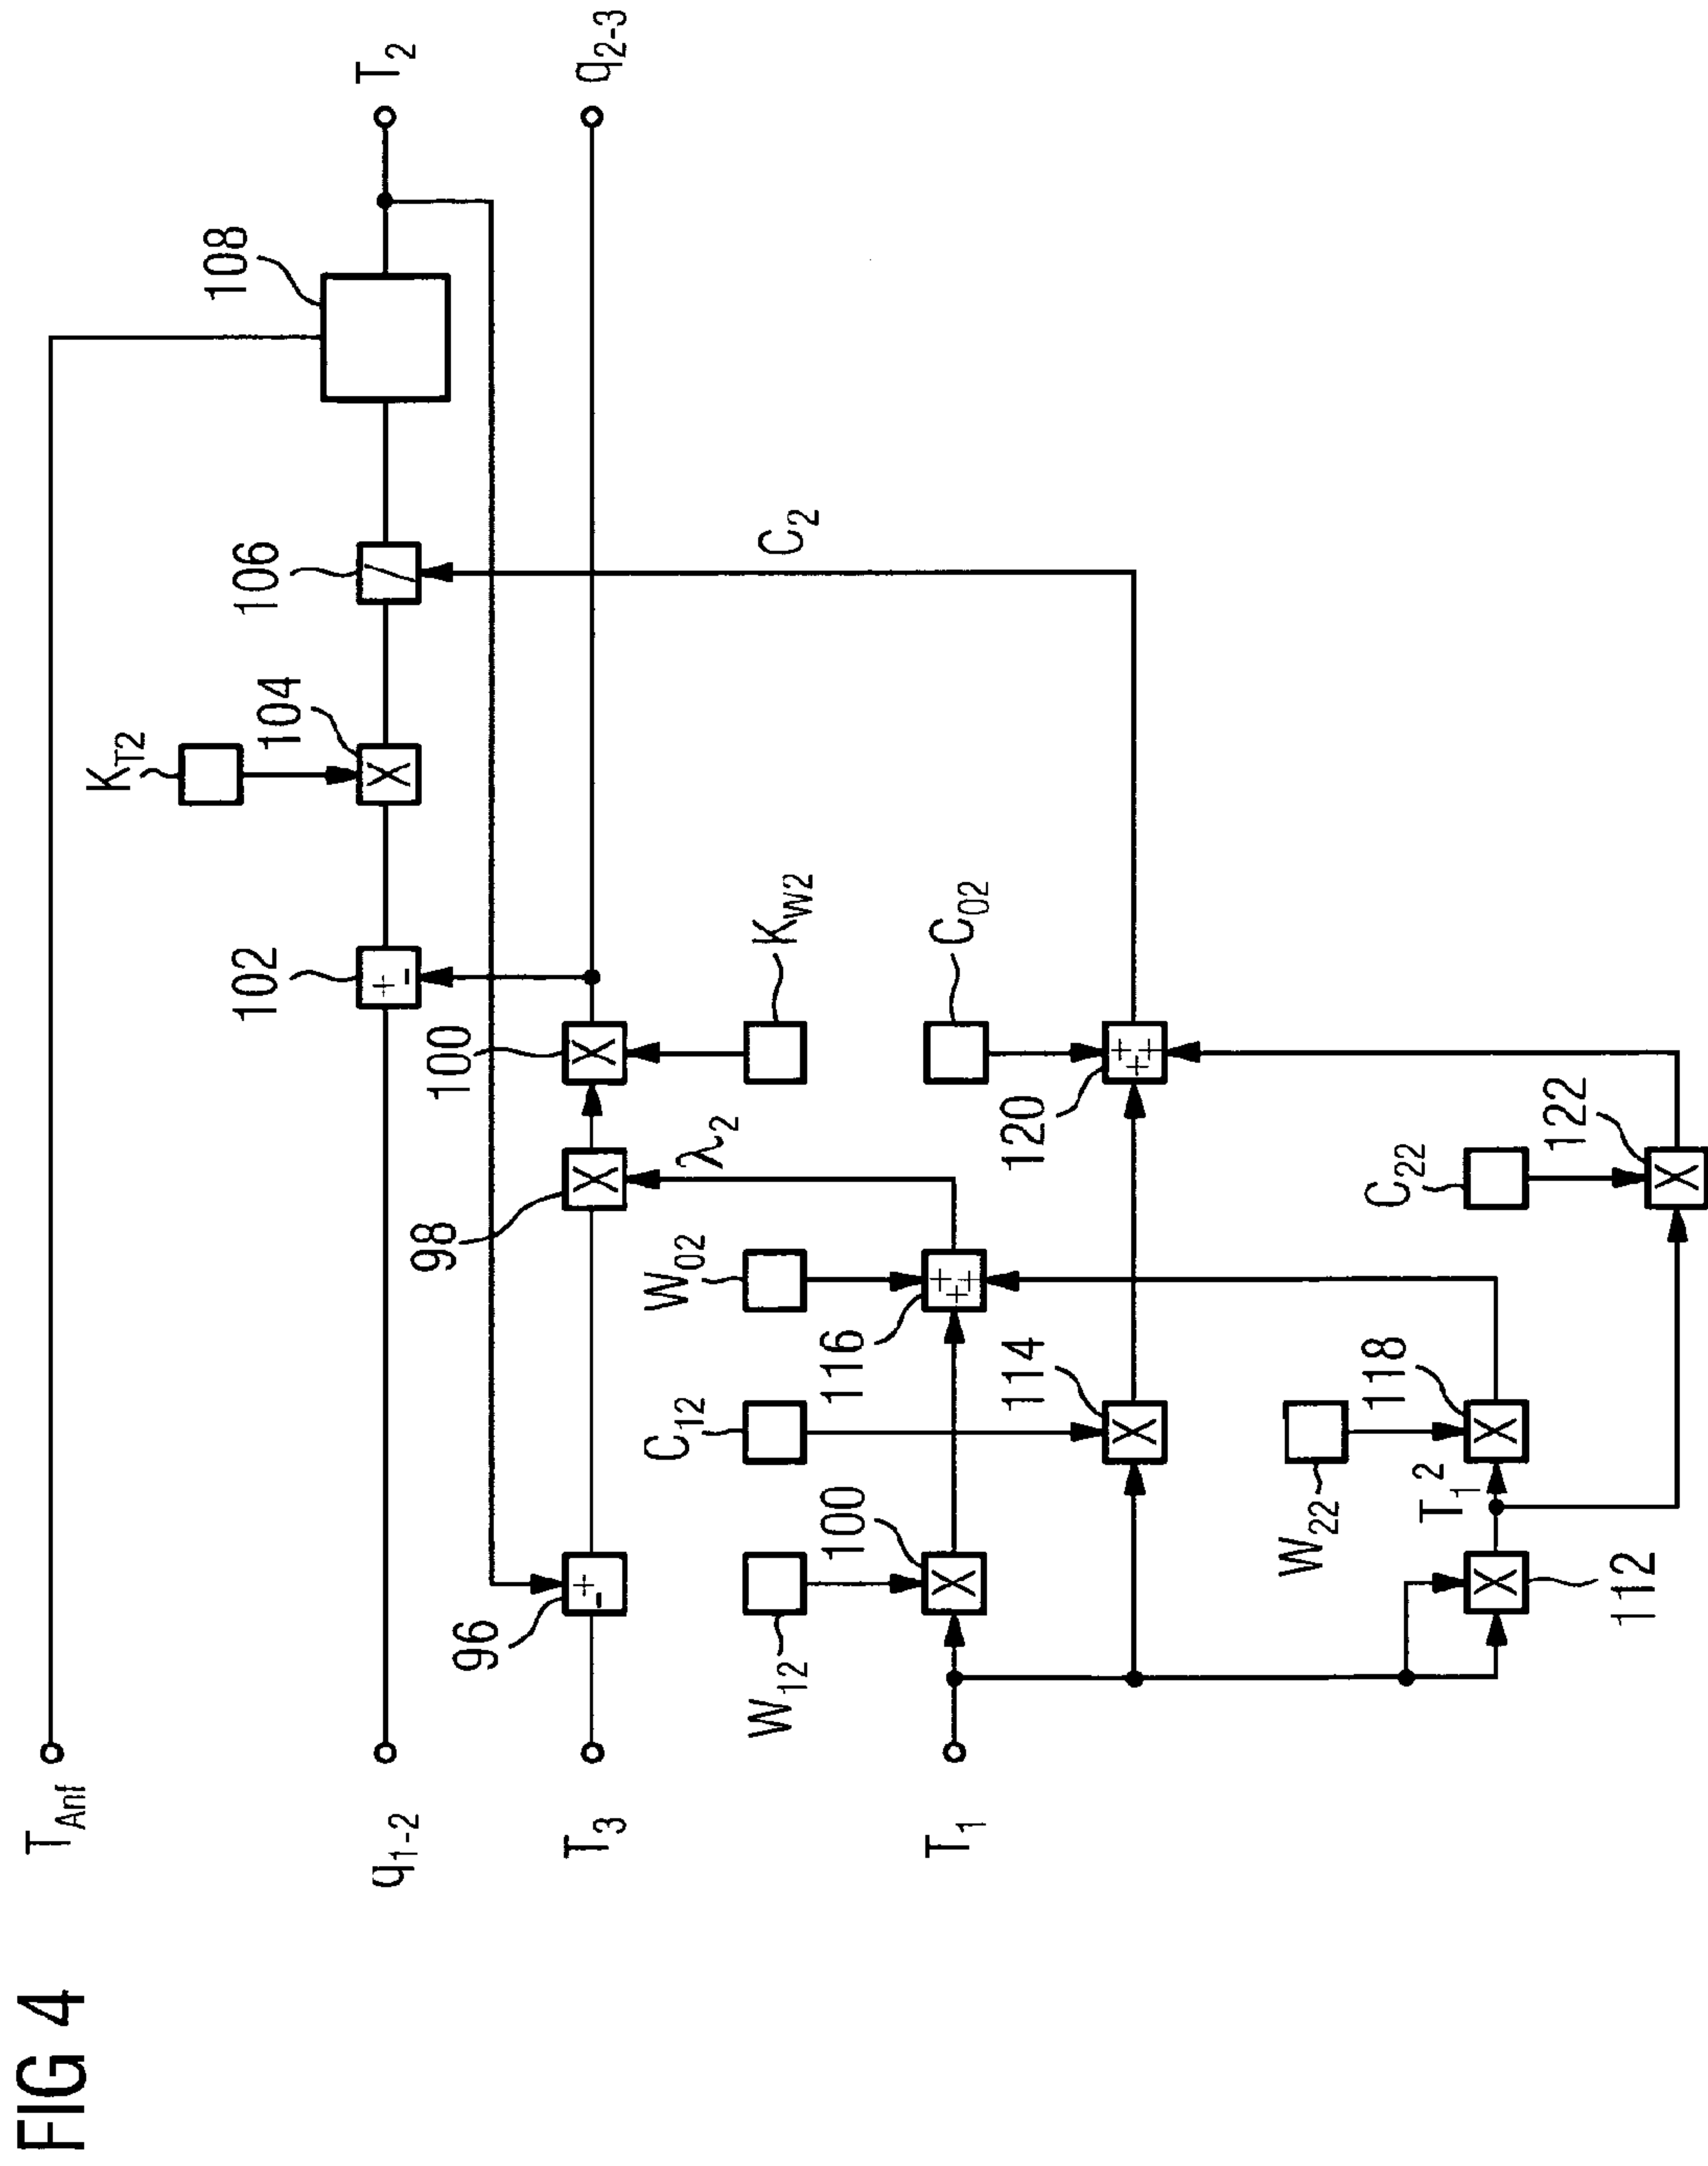 FIG 4
T_Anf
108
T_2
K_T2
104
106
102
q_1-2
100
q_2-3
96
98
T_3
K_W2
λ_2
C_2
W_12
C_12
W_02
100
116
C_02
T_1
114
120
W_22
T_1^2
118
C_22
122
112
X
X
X
X
X
X
X
X
/
+
-
+
-
+
+
+
+
+
+